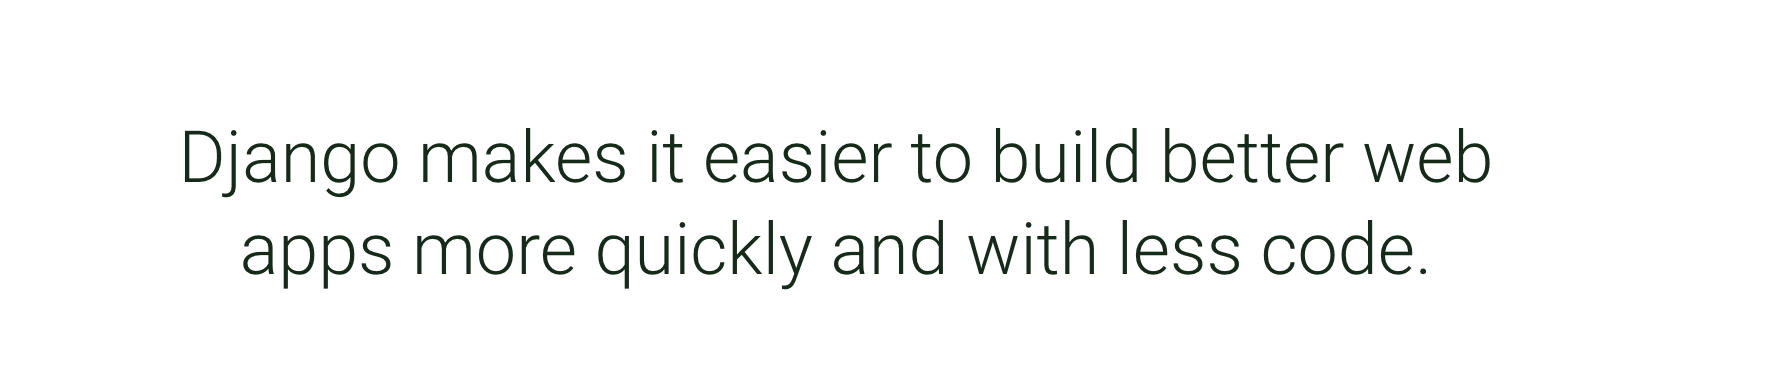 Django makes it easier to build better web
apps more quickly and with less code.